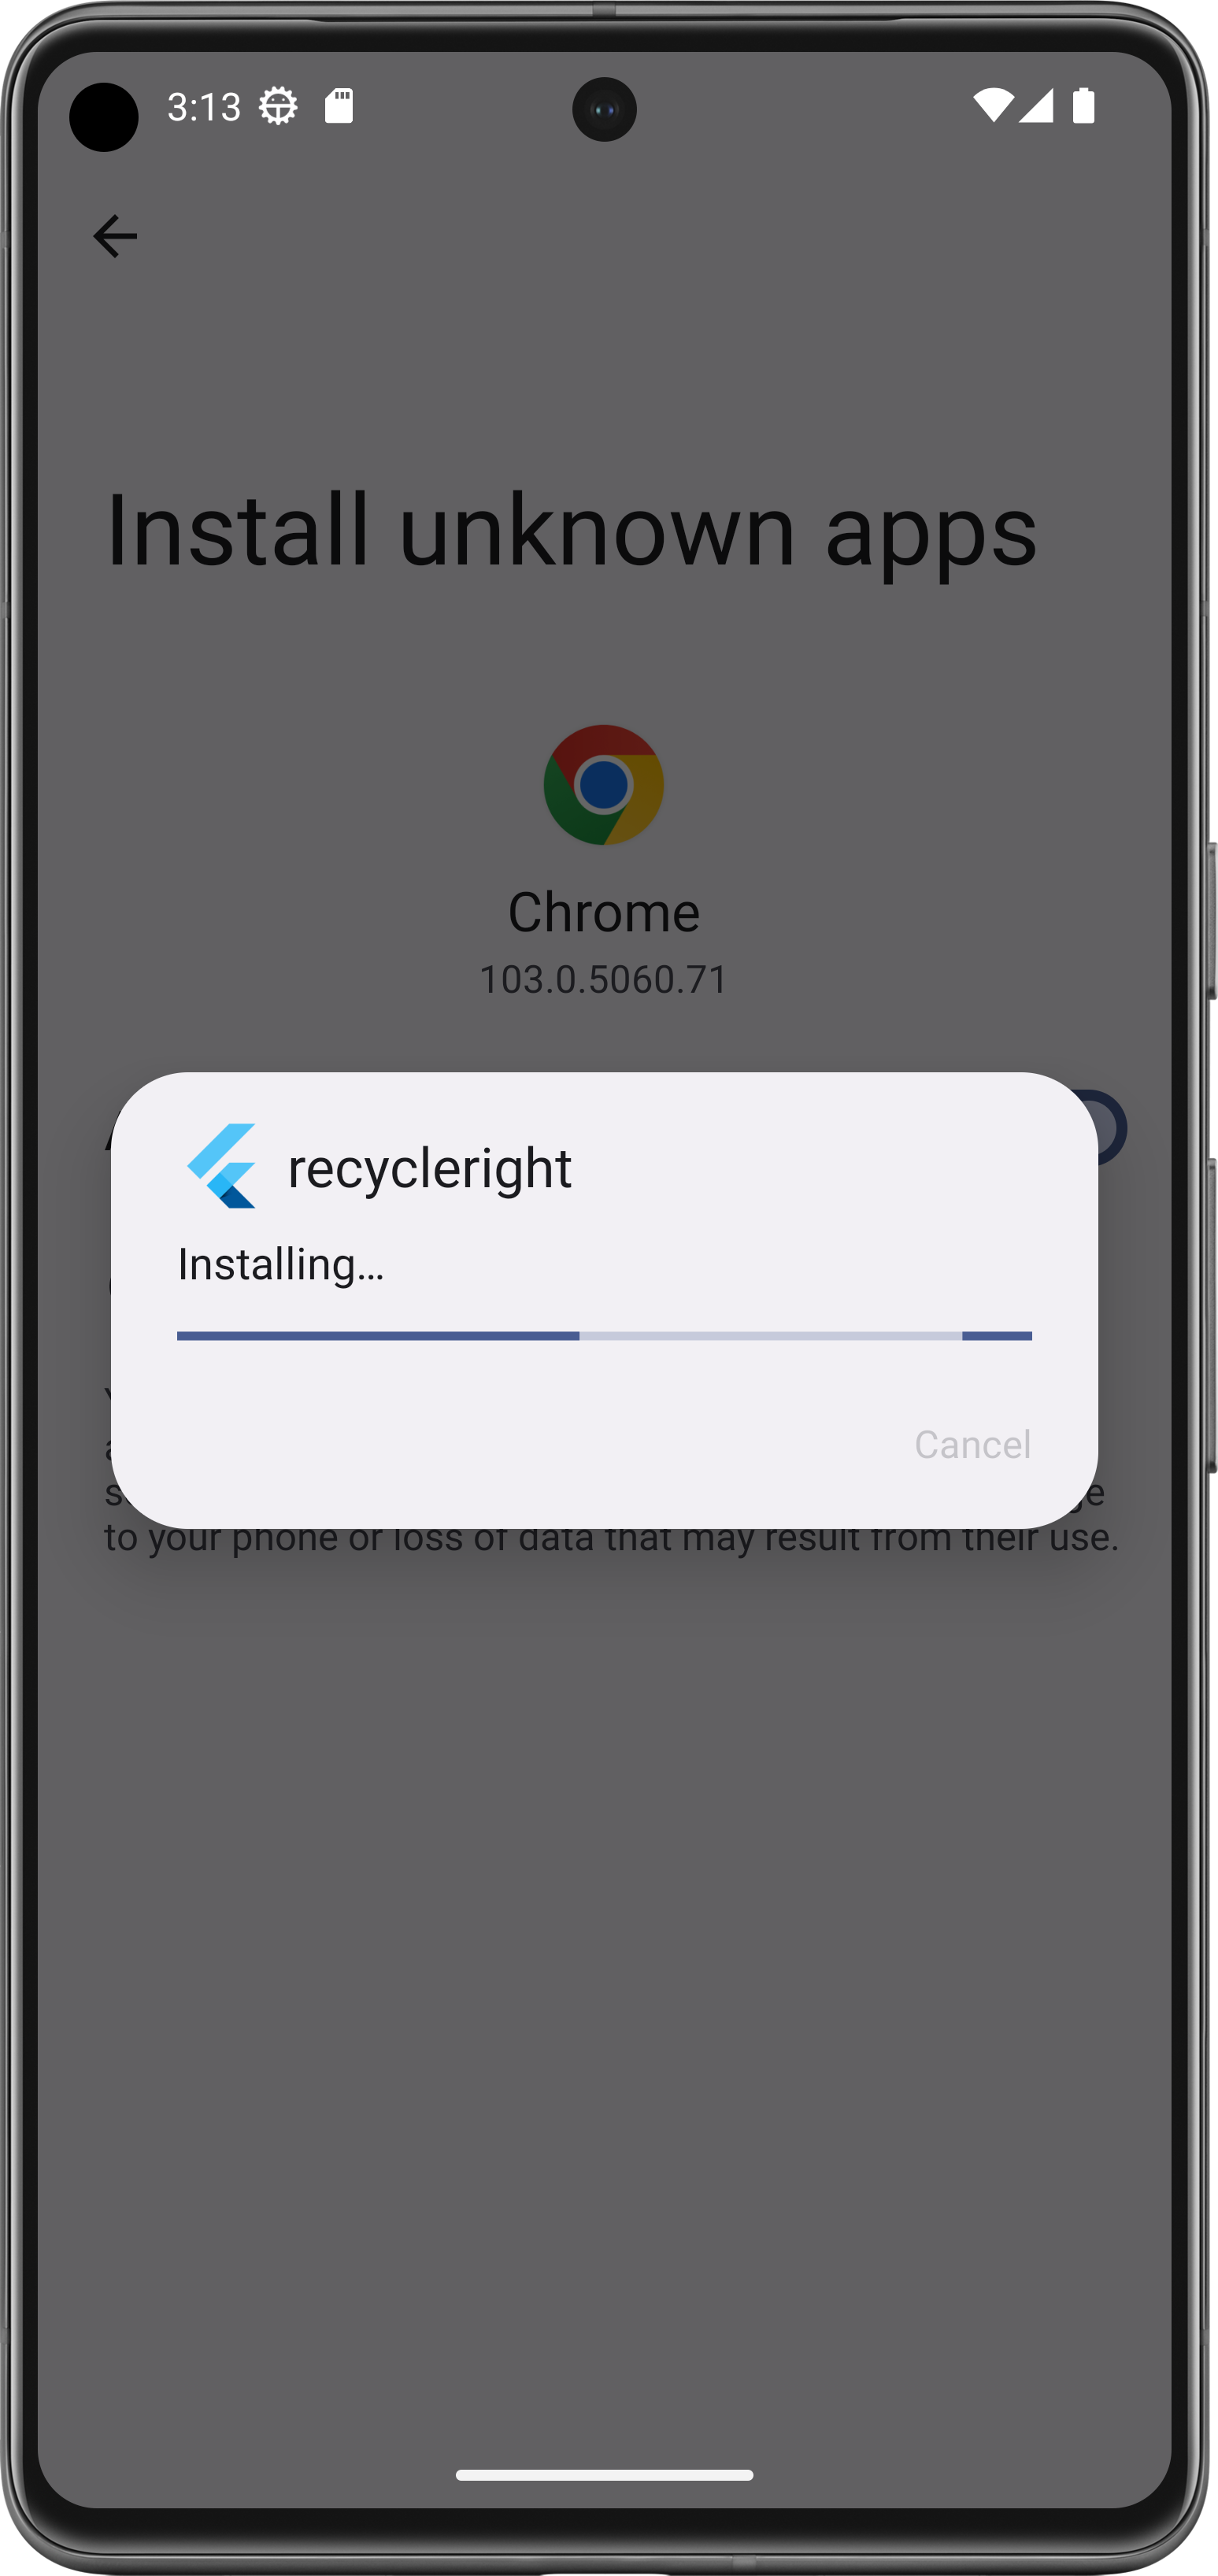 3:13
Install unknown apps
Chrome
103.0.5060.71
recycleright
Installing…
Cancel
to your phone or loss of data that may result from their use.